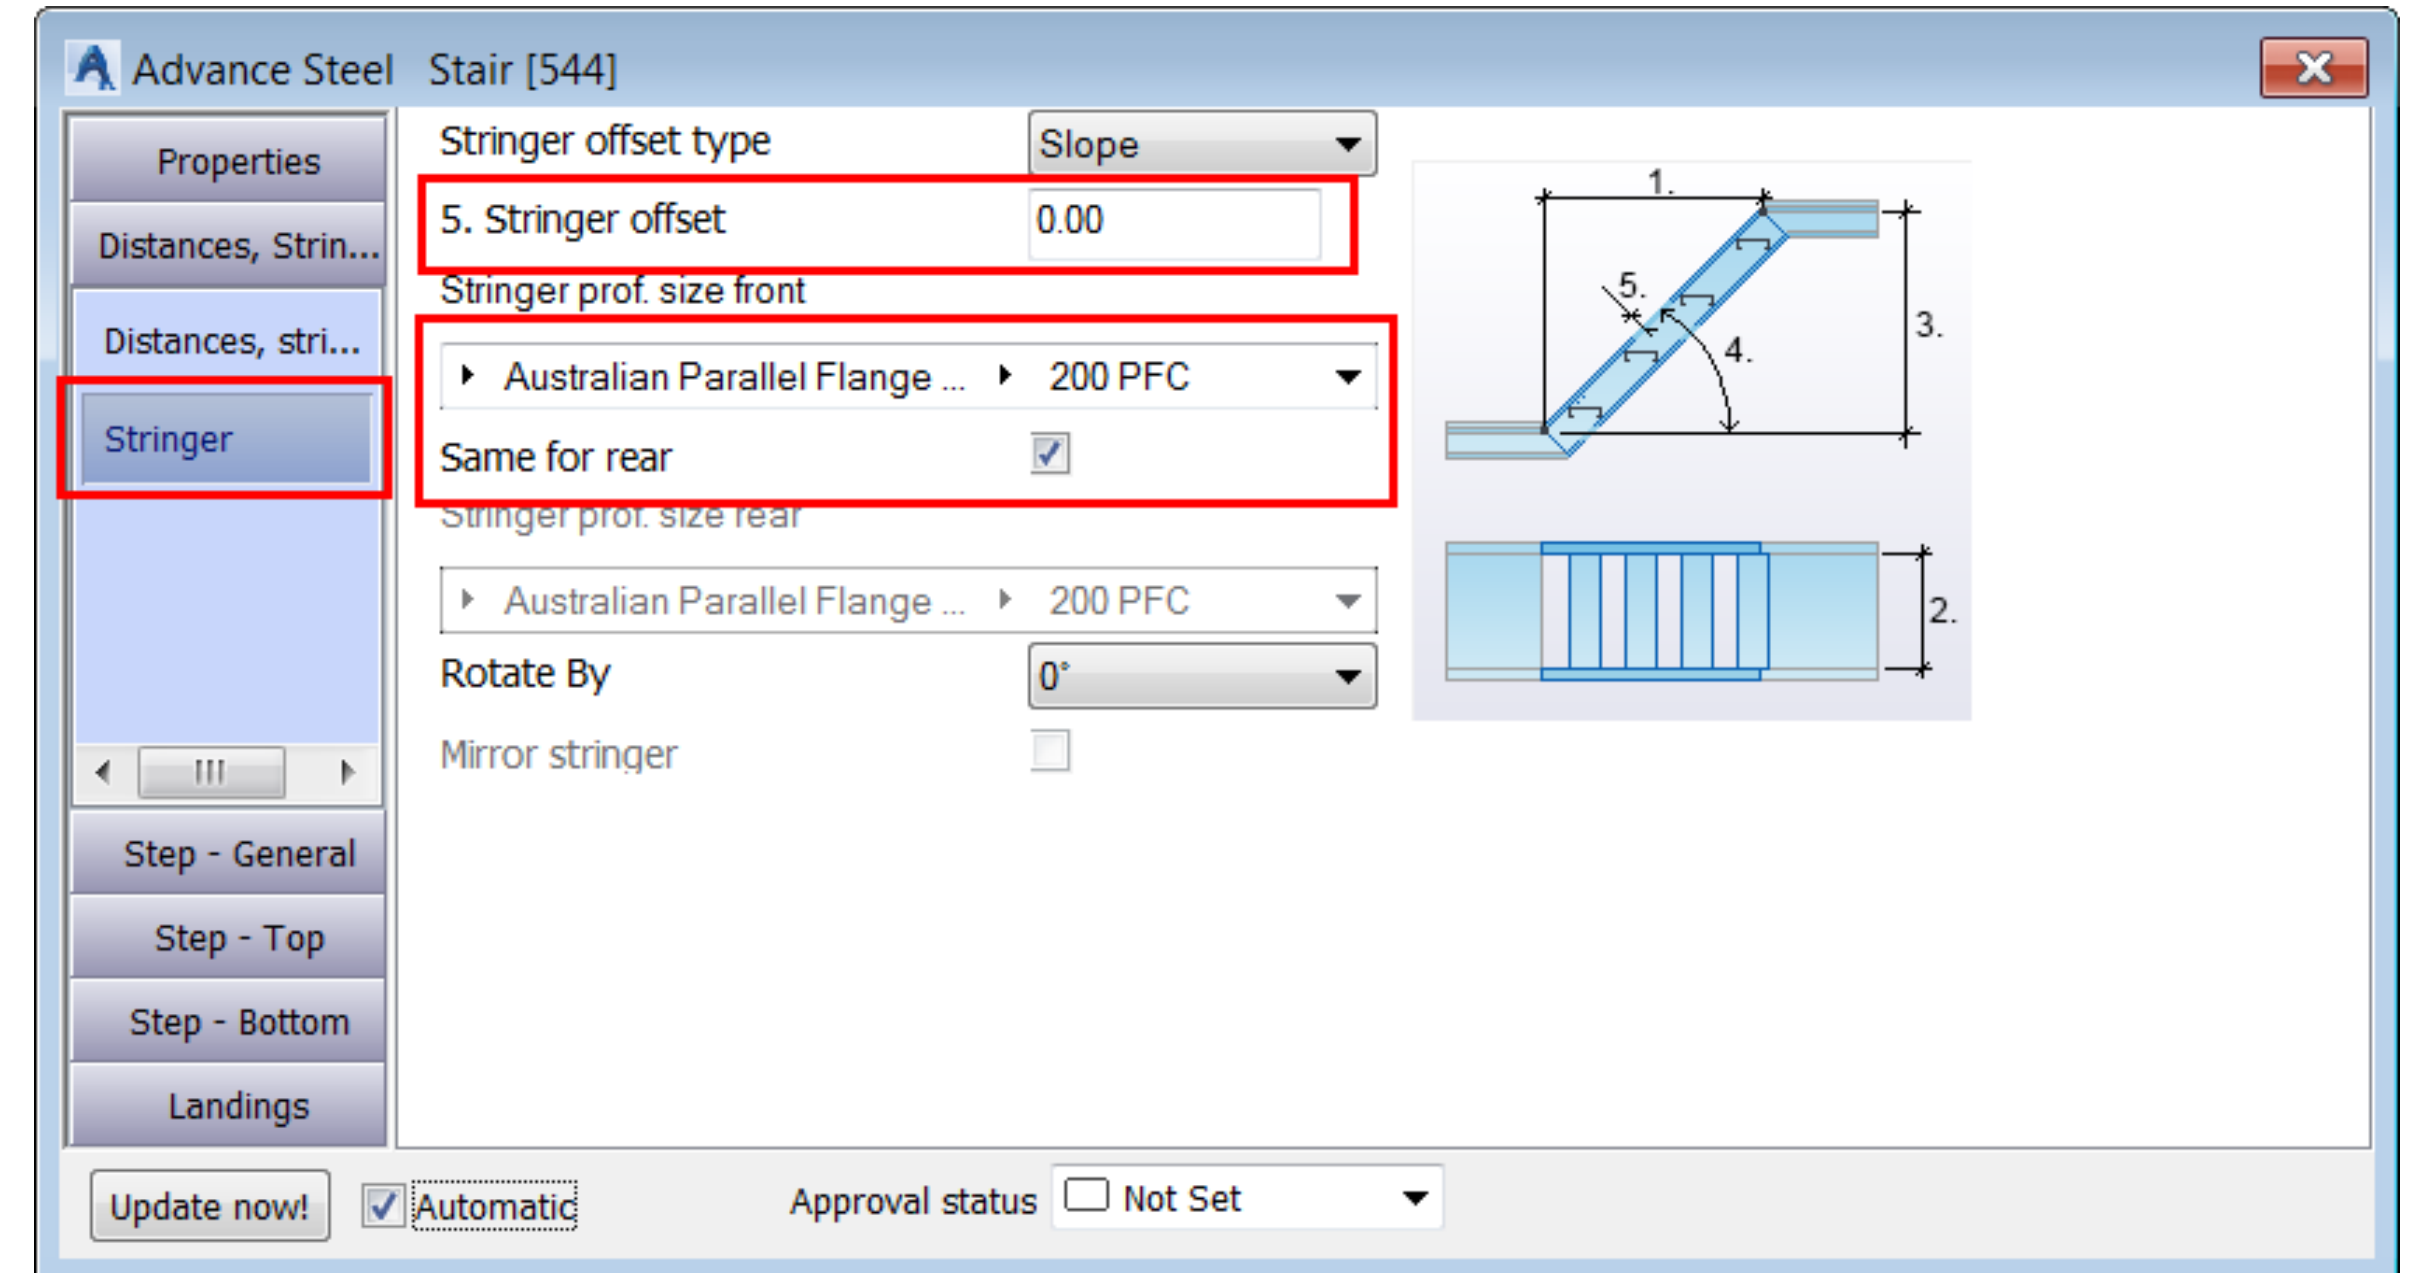 Advance Steel Stair [544]
Properties
Distances, Strin...
Distances, stri...
Stringer
Step - General
Step - Top
Step - Bottom
Landings
Stringer offset type
Slope
5. Stringer offset
0.00
Stringer prof. size front
Australian Parallel Flange ... 200 PFC
Same for rear
Stringer prof. size rear
Australian Parallel Flange ... 200 PFC
Rotate By
0°
Mirror stringer
1.
5.
4.
3.
2.
Update now!
Automatic
Approval status
Not Set